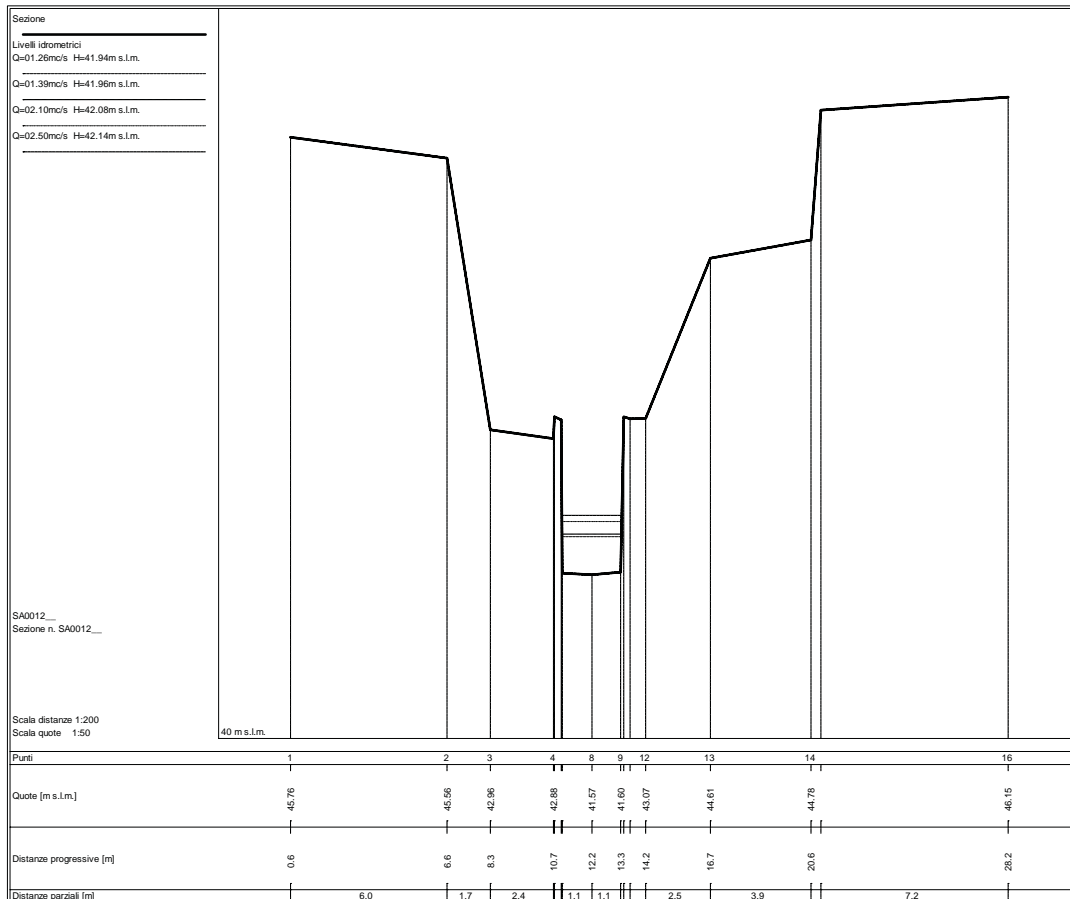 Sezione
Livelli idrometrici
Q=01.26mc/s H=41.94m s.l.m.
Q=01.39mc/s H=41.96m s.l.m.
Q=02.10mc/s H=42.08m s.l.m.
Q=02.50mc/s H=42.14m s.l.m.
SA0012__
Sezione n. SA0012__
Scala distanze 1:200
Scala quote 1:50
40 m s.l.m.
Punti 1 2 3 4 8 9 12 13 14 16
Quote [m s.l.m.] 45.76 45.56 42.96 42.88 41.57 41.60 43.07 44.61 44.78 46.15
Distanze progressive [m] 0.6 6.6 8.3 10.7 12.2 13.3 14.2 16.7 20.6 28.2
Distanze parziali [m] 6.0 1.7 2.4 1.1 1.1 2.5 3.9 7.2